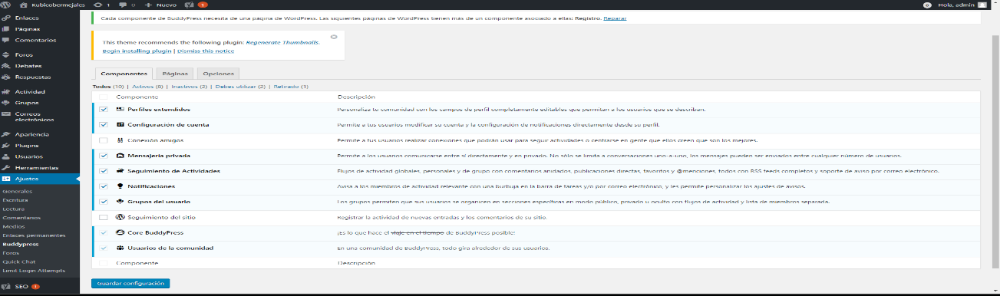 Kubicobermejales 1 0 Nuevo 1 0 Hola, admin
Enlaces
Páginas
Comentarios
Foros
Debates
Respuestas
Actividad
Grupos
Correos
electrónicos
Apariencia
Plugins
Usuarios
Herramientas
Ajustes
Generales
Escritura
Lectura
Comentarios
Medios
Enlaces permanentes
Buddypress
Foros
Quick Chat
Limit Login Attempts
SEO 1
Cada componente de BuddyPress necesita de una página de WordPress. Las siguientes páginas de WordPress tienen más de un componente asociado a ellas: Registro. Reparar
This theme recommends the following plugin: Regenerate Thumbnails.
Begin installing plugin | Dismiss this notice
Componentes Páginas Opciones
Todos (10) | Activos (8) | Inactivos (2) | Debes utilizar (2) | Retirado (1)
Componente Descripción
Perfiles extendidos Personaliza tu comunidad con los campos de perfil completamente editables que permitan a los usuarios que se describan.
Configuración de cuenta Permite a tus usuarios modificar su cuenta y la configuración de notificaciones directamente desde su perfil.
Conexión amigos Permite a tus usuarios realizar conexiones que podrán usar para seguir actividades o centrarse en gente que ellos creen que son los mejores.
Mensajería privada Permite a los usuarios comunicarse entre sí directamente y en privado. No sólo se limita a conversaciones uno-a-uno, los mensajes pueden ser enviados entre cualquier número de usuarios.
Seguimiento de Actividades Flujos de actividad globales, personales y de grupo con comentarios anidados, publicaciones directas, favoritos y @menciones, todos con RSS feeds completos y soporte de aviso por correo electrónico.
Notificaciones Avisa a los miembros de actividad relevante con una burbuja en la barra de tareas y/o por correo electrónico, y les permite personalizar los ajustes de avisos.
Grupos del usuario Los grupos permiten que sus usuarios se organicen en secciones específicas en modo público, privado u oculto con flujos de actividad y lista de miembros separada.
Seguimiento del sitio Registrar la actividad de nuevas entradas y los comentarios de su sitio.
Core BuddyPress ¡Es lo que hace el viaje en el tiempo de BuddyPress posible!
Usuarios de la comunidad En una comunidad de BuddyPress, todo gira alrededor de sus usuarios.
Componente Descripción
Guardar configuración